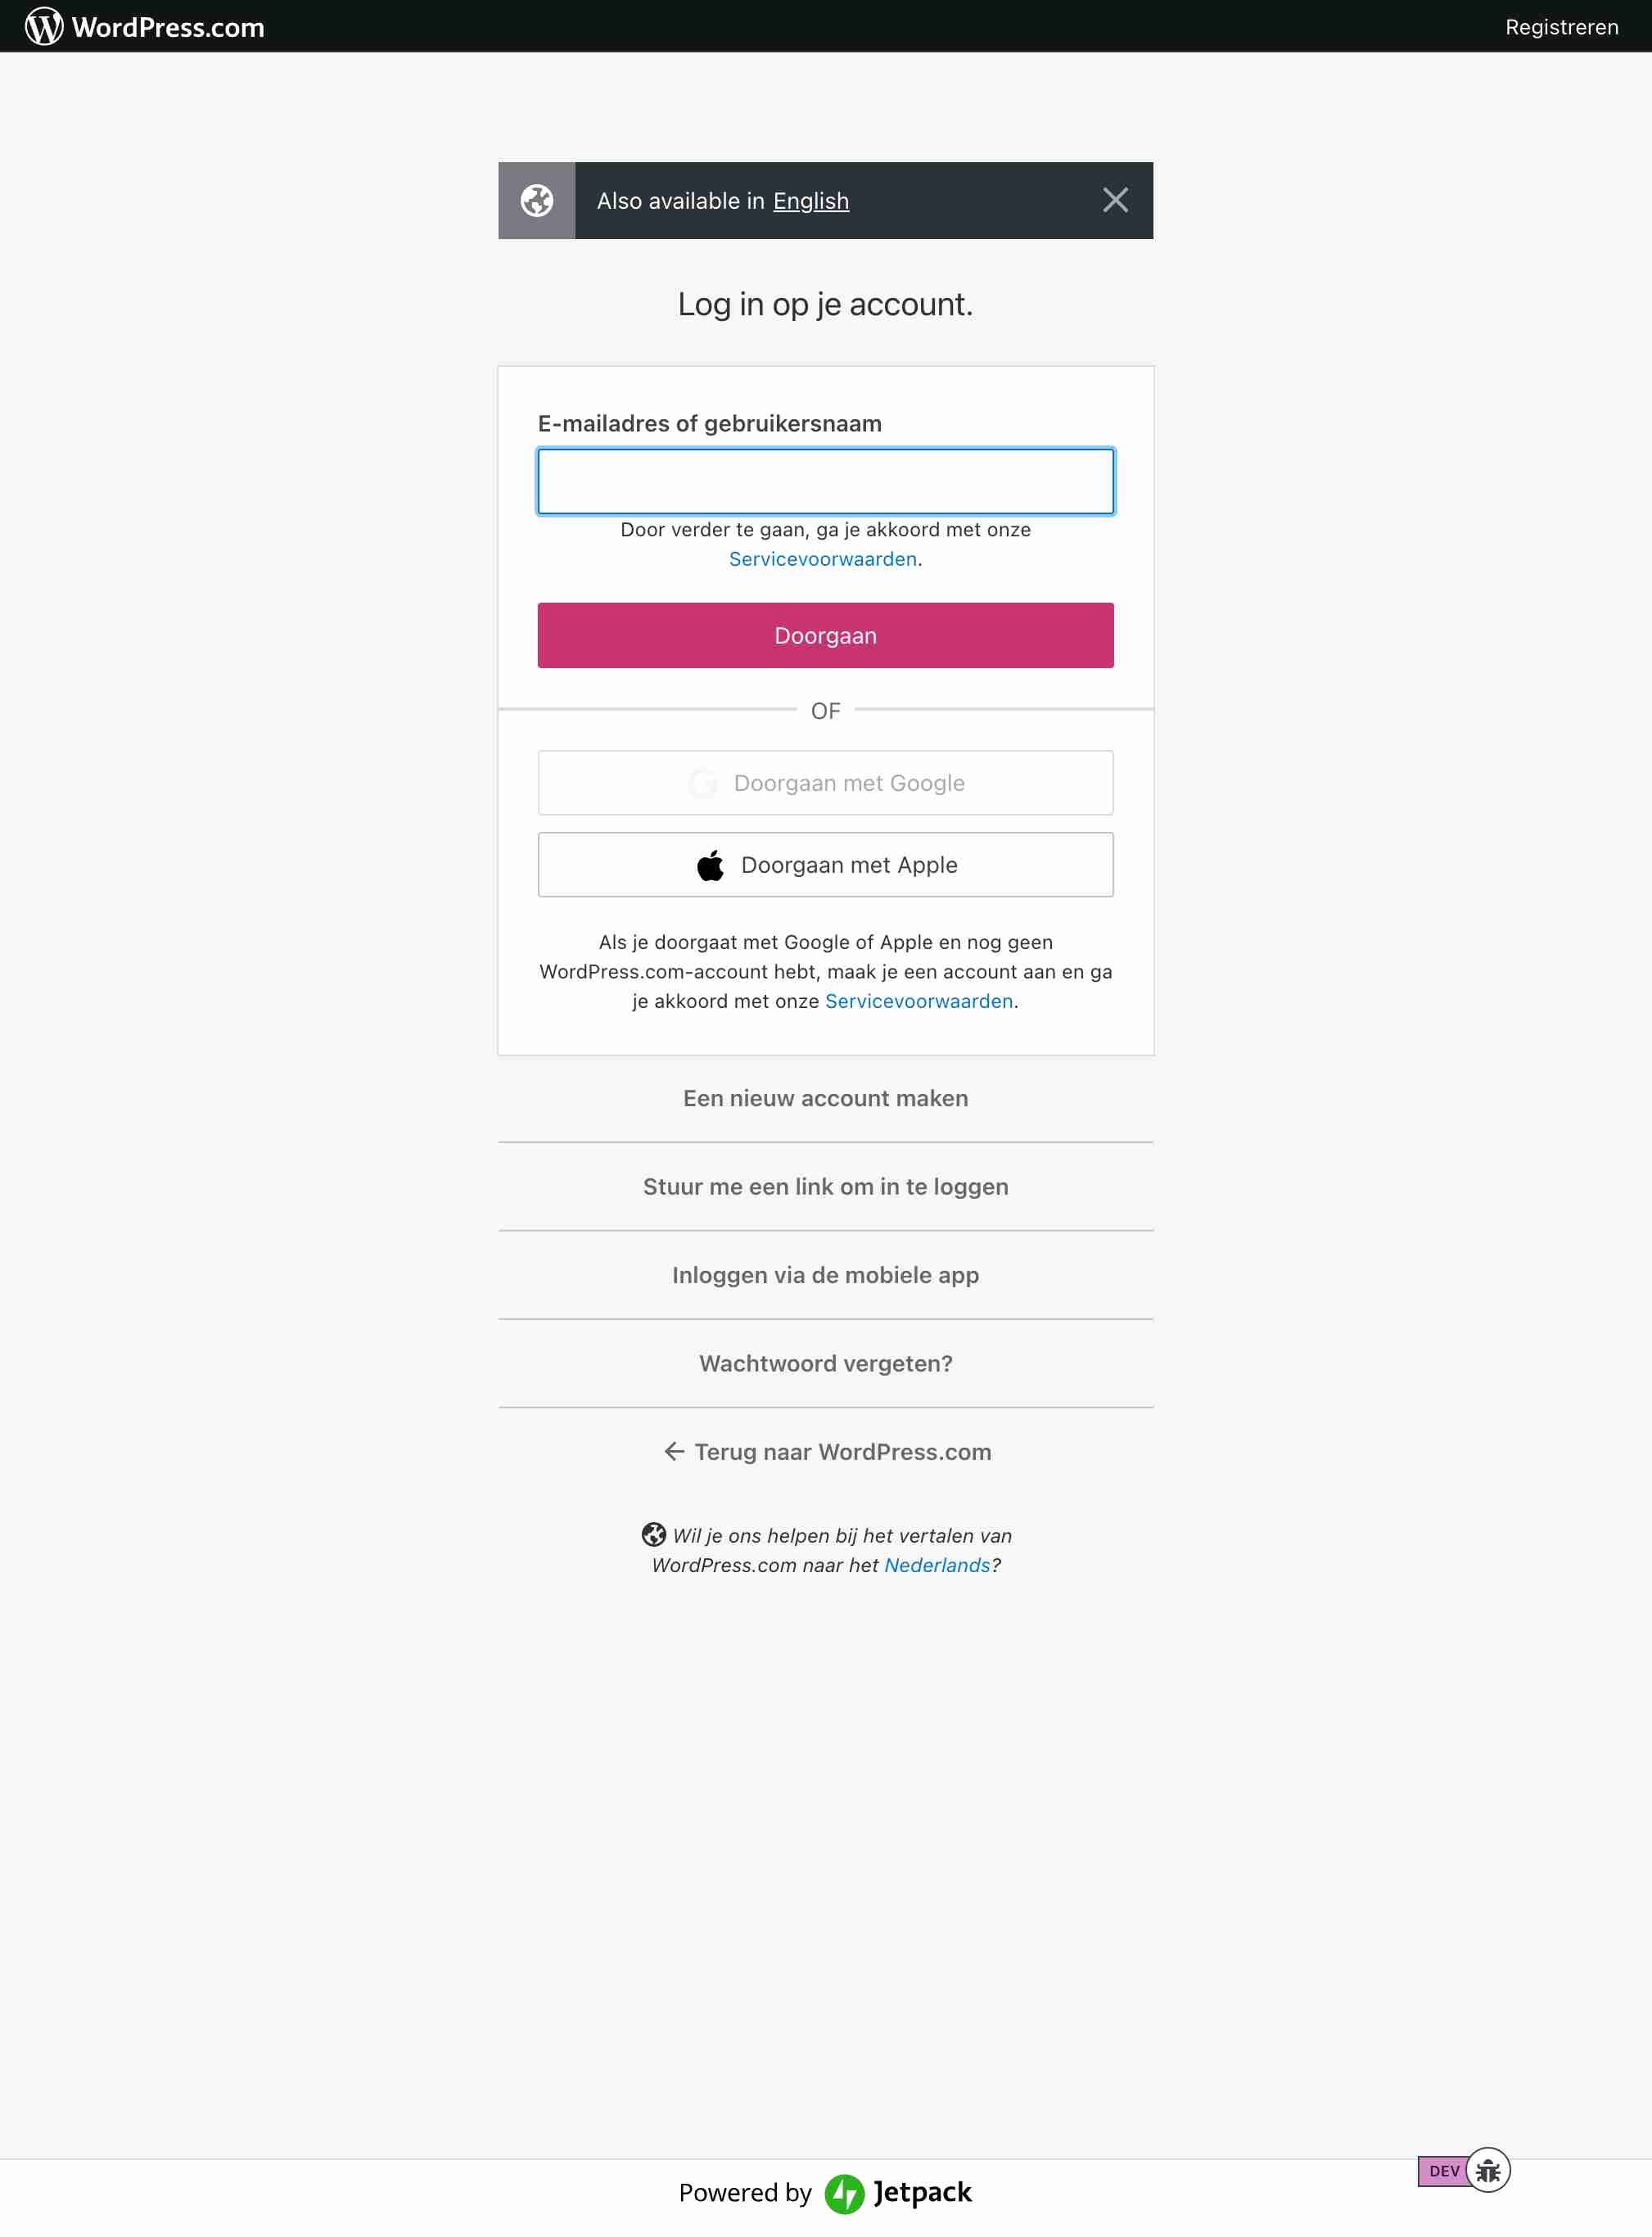 WordPress.com
Registreren
Also available in English
Log in op je account.
E-mailadres of gebruikersnaam
Door verder te gaan, ga je akkoord met onze
Servicevoorwaarden.
Doorgaan
OF
Doorgaan met Google
Doorgaan met Apple
Als je doorgaat met Google of Apple en nog geen
WordPress.com-account hebt, maak je een account aan en ga
je akkoord met onze Servicevoorwaarden.
Een nieuw account maken
Stuur me een link om in te loggen
Inloggen via de mobiele app
Wachtwoord vergeten?
Terug naar WordPress.com
Wil je ons helpen bij het vertalen van
WordPress.com naar het Nederlands?
DEV
Powered by Jetpack